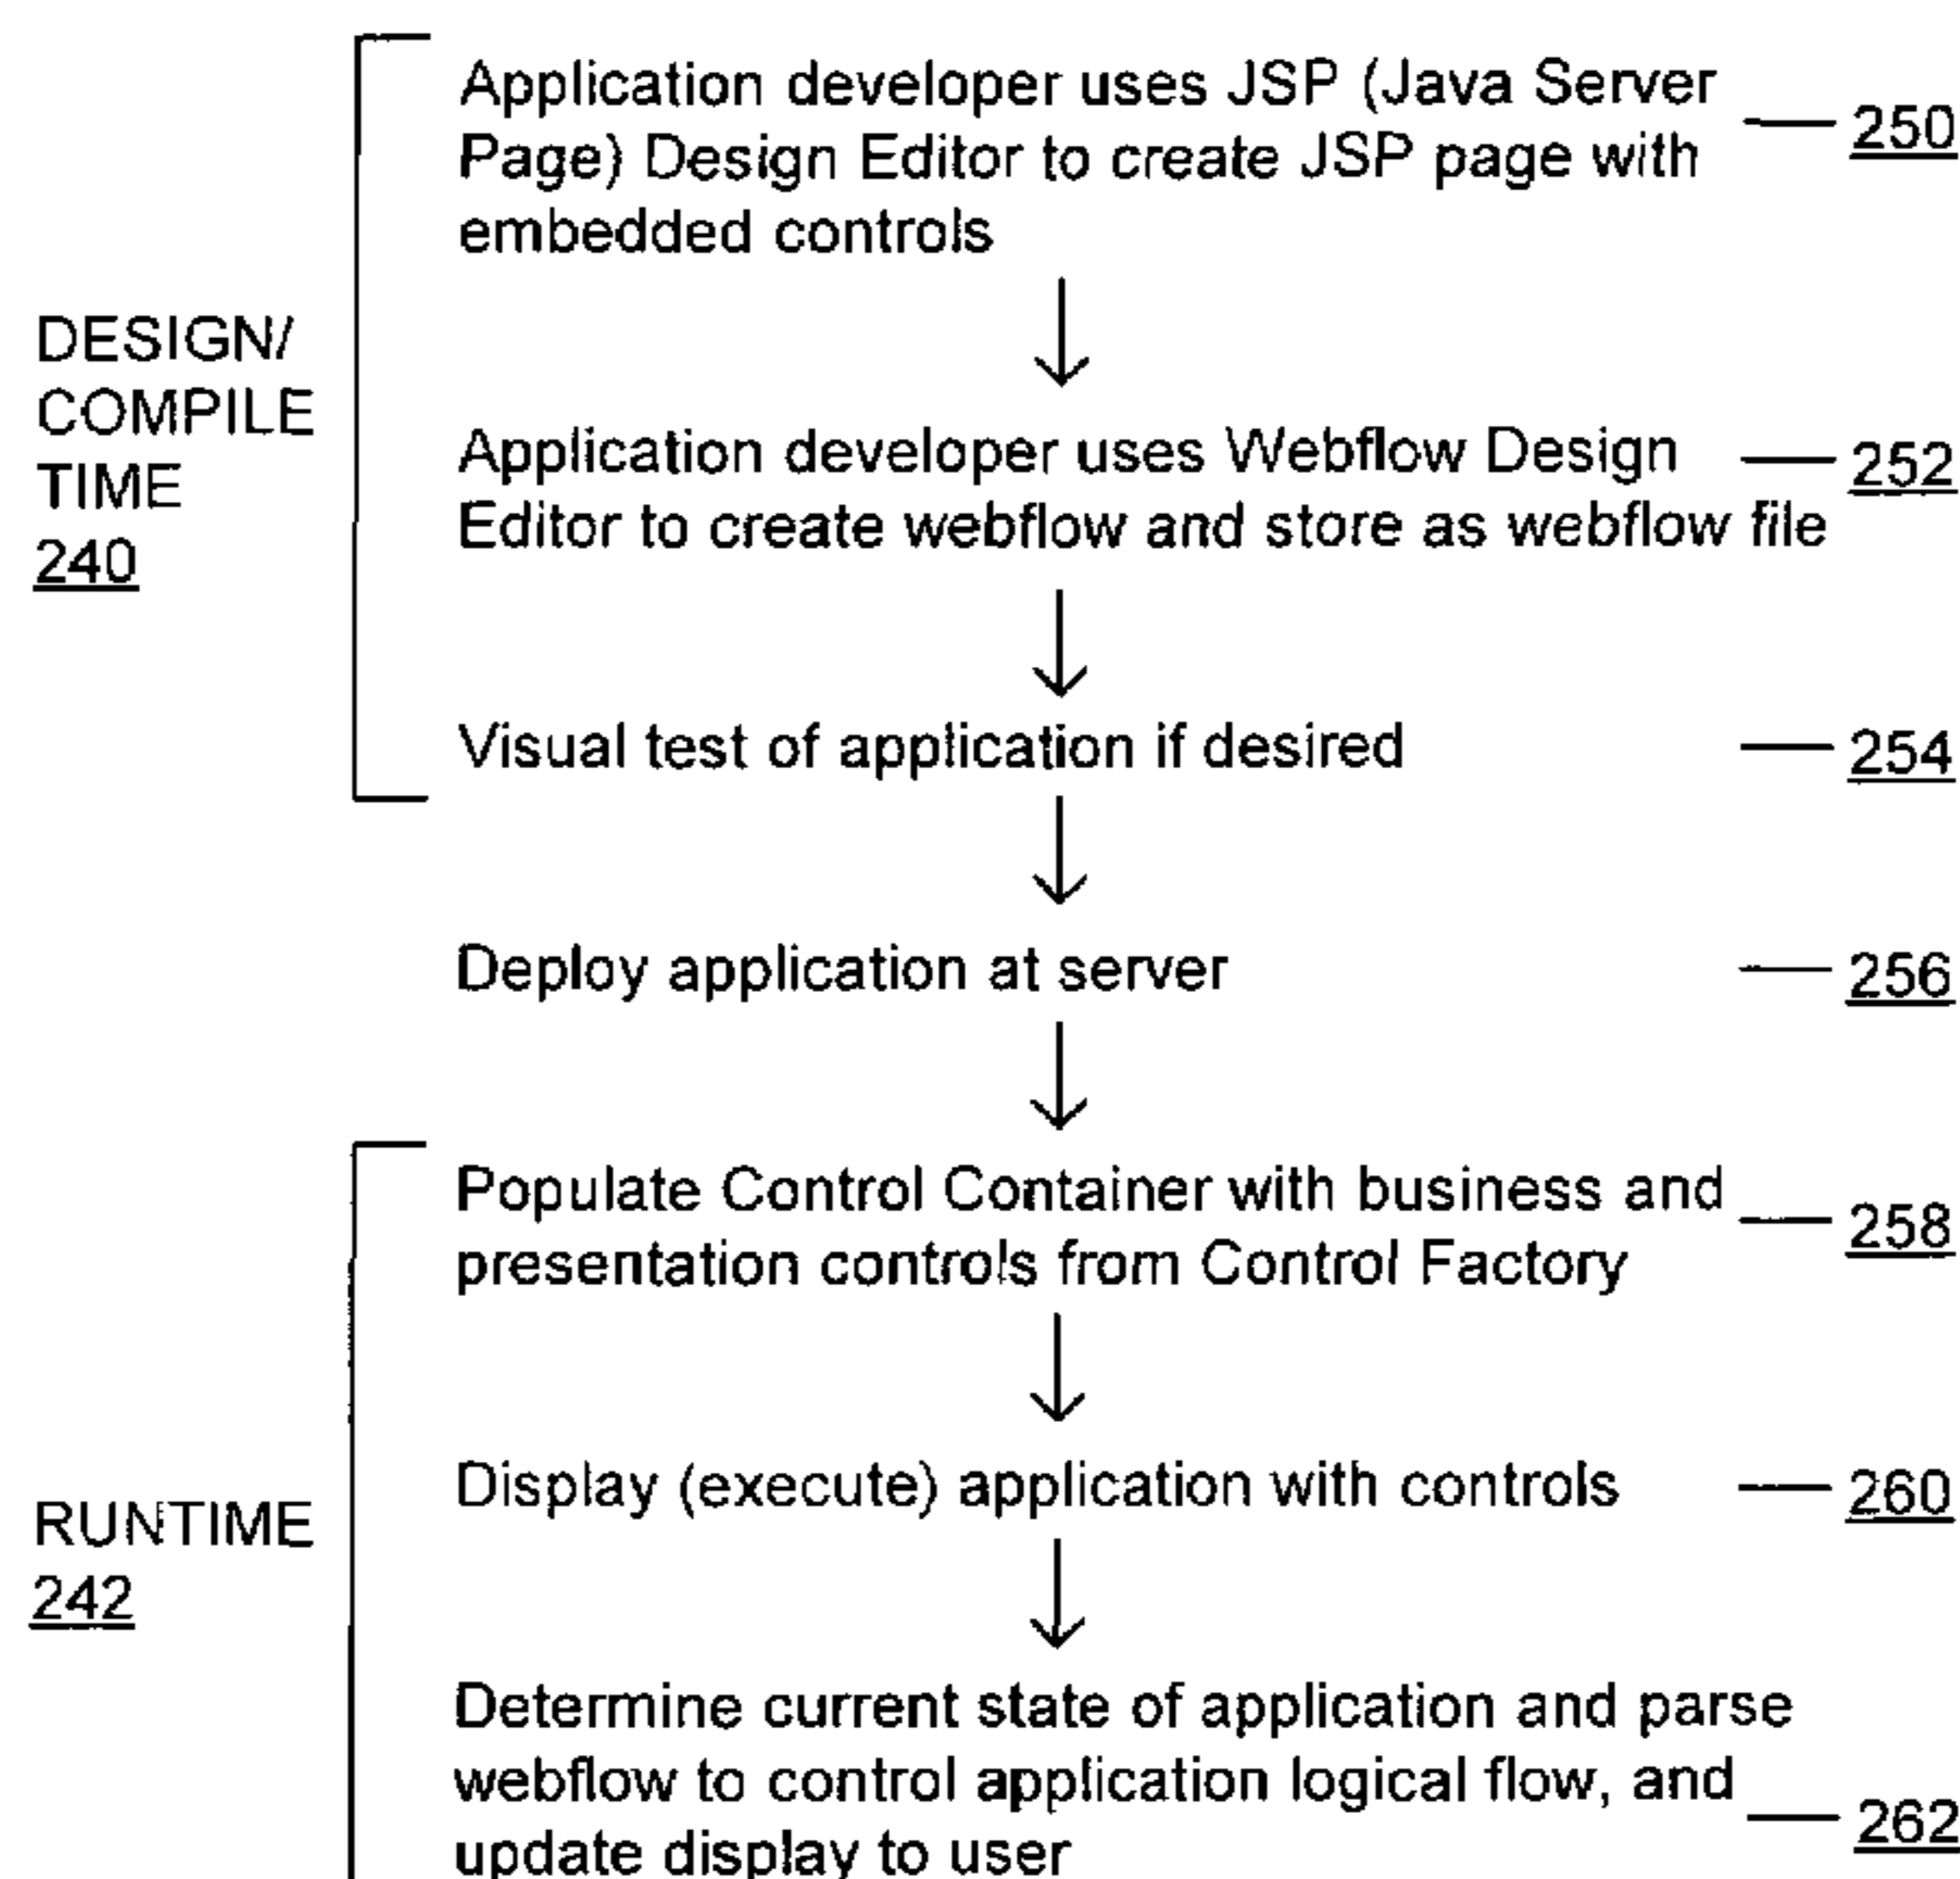 Application developer uses JSP (Java Server
Page) Design Editor to create JSP page with
embedded controls
250
DESIGN/
COMPILE
TIME
240
Application developer uses Webflow Design
Editor to create webflow and store as webflow file
252
Visual test of application if desired
254
Deploy application at server
256
Populate Control Container with business and
presentation controls from Control Factory
258
RUNTIME
242
Display (execute) application with controls
260
Determine current state of application and parse
webflow to control application logical flow, and
update display to user
262